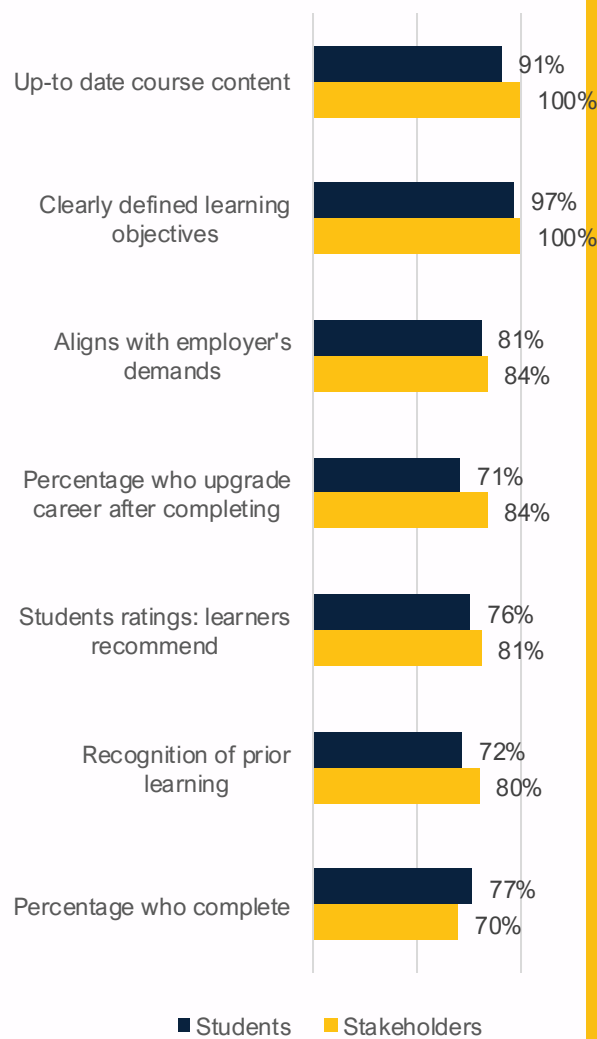 Up-to date course content
91%
100%
Clearly defined learning
objectives
97%
100%
Aligns with employer's
demands
81%
84%
Percentage who upgrade
career after completing
71%
84%
Students ratings: learners
recommend
76%
81%
Recognition of prior
learning
72%
80%
Percentage who complete
77%
70%
Students
Stakeholders